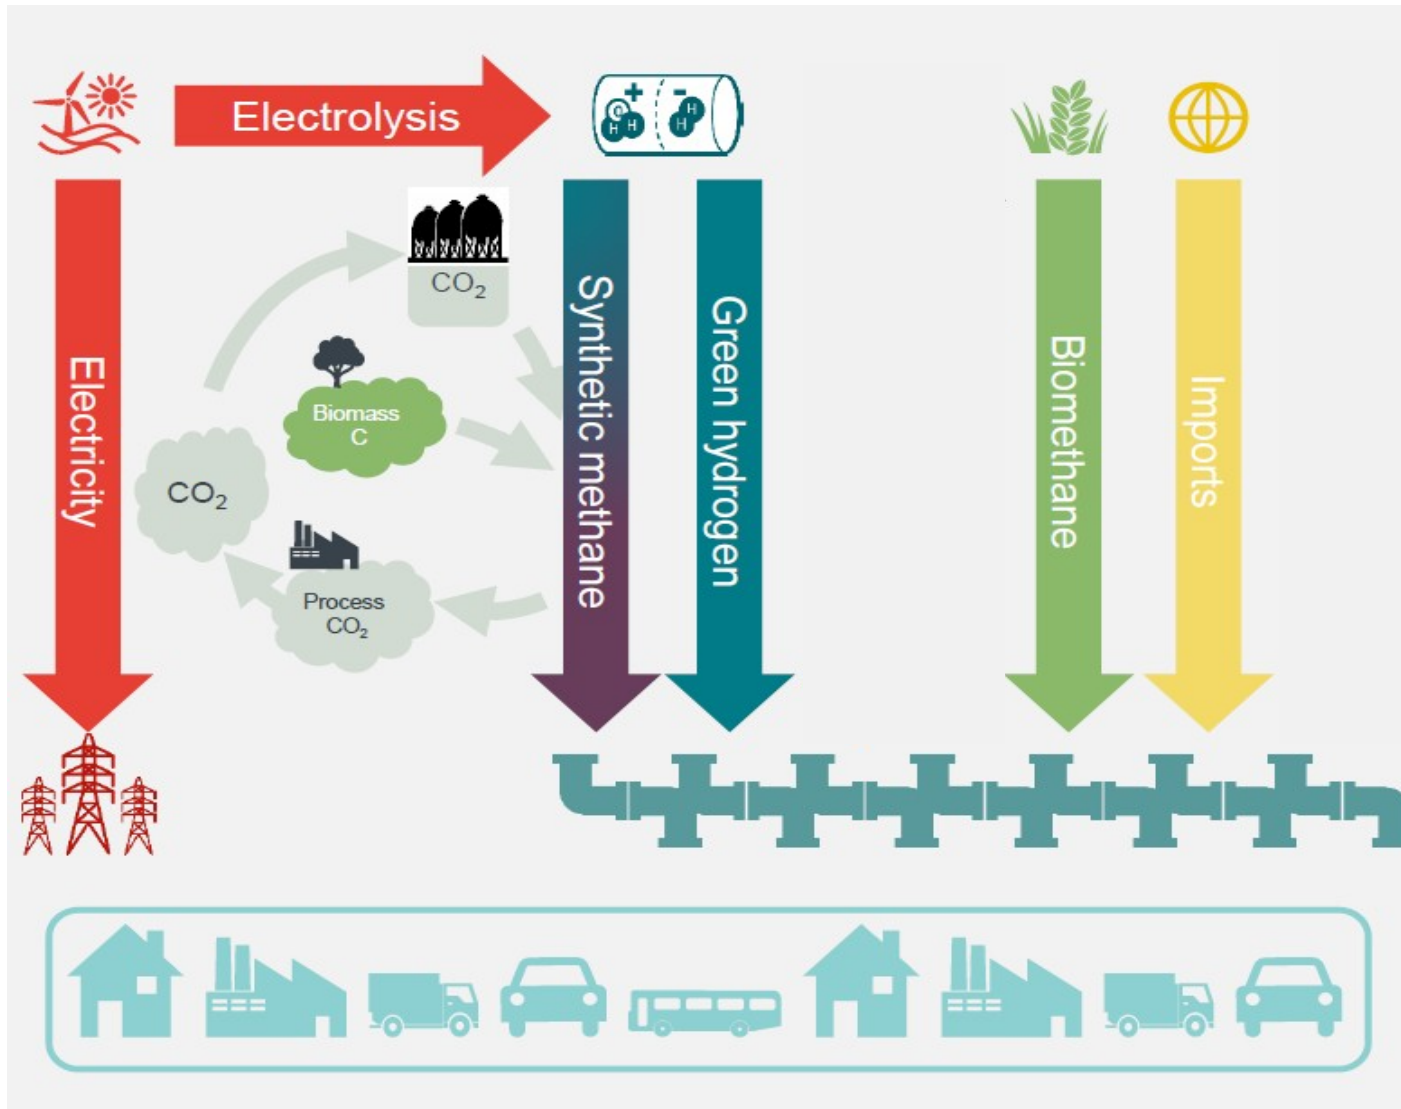 Electrolysis
+ -
O
H H
H
H
CO₂
Biomass
C
CO₂
Process
CO₂
Electricity
Synthetic methane
Green hydrogen
Biomethane
Imports